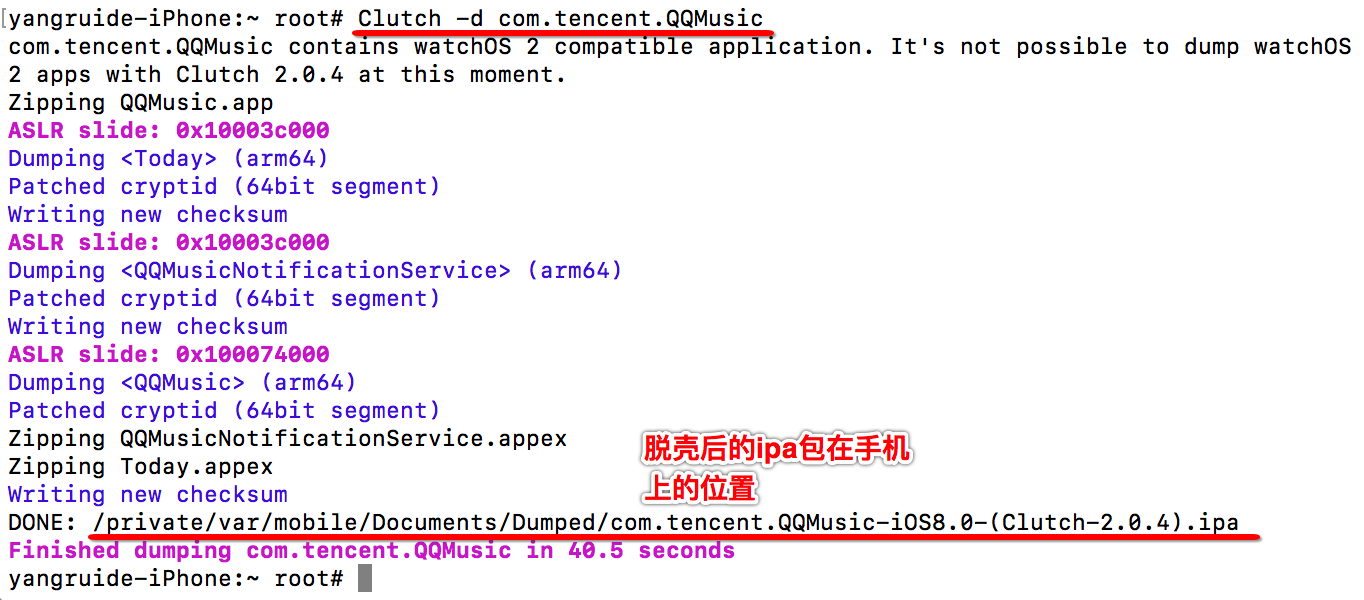 yangruide-iPhone:~ root# Clutch -d com.tencent.QQMusic
com.tencent.QQMusic contains watchOS 2 compatible application. It's not possible to dump watchOS
2 apps with Clutch 2.0.4 at this moment.
Zipping QQMusic.app
ASLR slide: 0x10003c000
Dumping <Today> (arm64)
Patched cryptid (64bit segment)
Writing new checksum
ASLR slide: 0x10003c000
Dumping <QQMusicNotificationService> (arm64)
Patched cryptid (64bit segment)
Writing new checksum
ASLR slide: 0x100074000
Dumping <QQMusic> (arm64)
Patched cryptid (64bit segment)
Zipping QQMusicNotificationService.appex
Zipping Today.appex
脱壳后的ipa包在手机
上的位置
Writing new checksum
DONE: /private/var/mobile/Documents/Dumped/com.tencent.QQMusic-iOS8.0-(Clutch-2.0.4).ipa
Finished dumping com.tencent.QQMusic in 40.5 seconds
yangruide-iPhone:~ root#